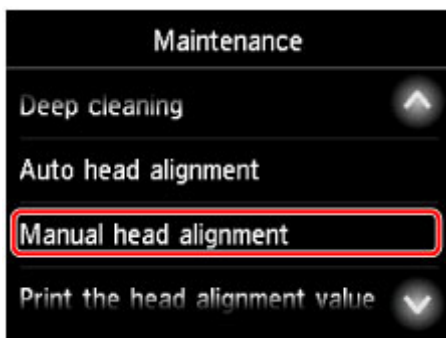 Maintenance
Deep cleaning
Auto head alignment
Manual head alignment
Print the head alignment value